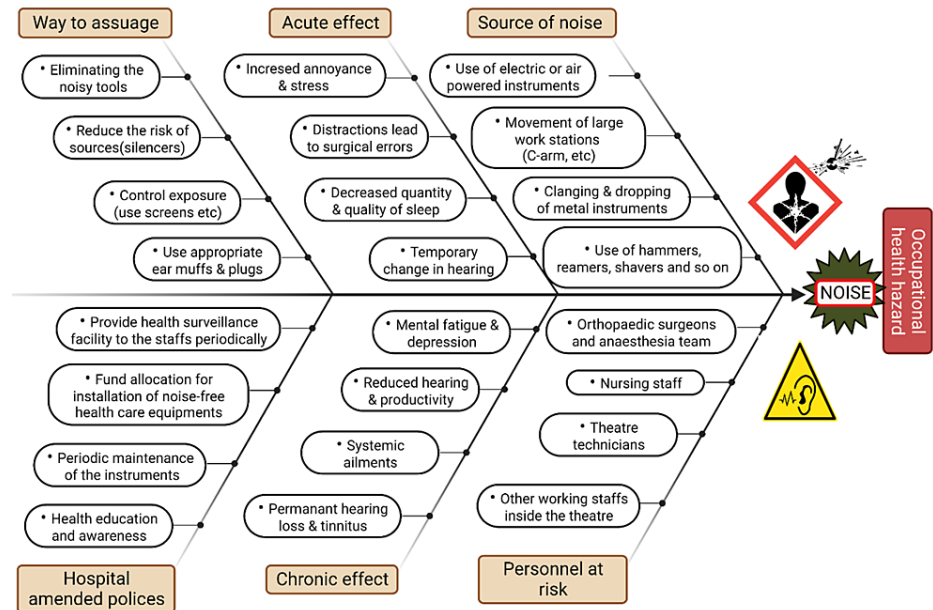 Way to assuage
• Eliminating the
noisy tools
• Reduce the risk of
sources(silencers)
• Control exposure
(use screens etc)
• Use appropriate
ear muffs & plugs
Acute effect
• Incresed annoyance
& stress
• Distractions lead
to surgical errors
• Decreased quantity
& quality of sleep
• Temporary
change in hearing
Source of noise
• Use of electric or air
powered instruments
• Movement of large
work stations
(C-arm, etc)
• Clanging & dropping
of metal instruments
• Use of hammers,
reamers, shavers and so on
NOISE
Occupational
health hazard
• Provide health surveillance
facility to the staffs periodically
• Fund allocation for
installation of noise-free
health care equipments
• Periodic maintenance
of the instruments
• Health education
and awareness
Hospital
amended polices
• Mental fatigue &
depression
• Reduced hearing
& productivity
• Systemic
ailments
• Permanant hearing
loss & tinnitus
Chronic effect
• Orthopaedic surgeons
and anaesthesia team
• Nursing staff
• Theatre
technicians
• Other working staffs
inside the theatre
Personnel at
risk